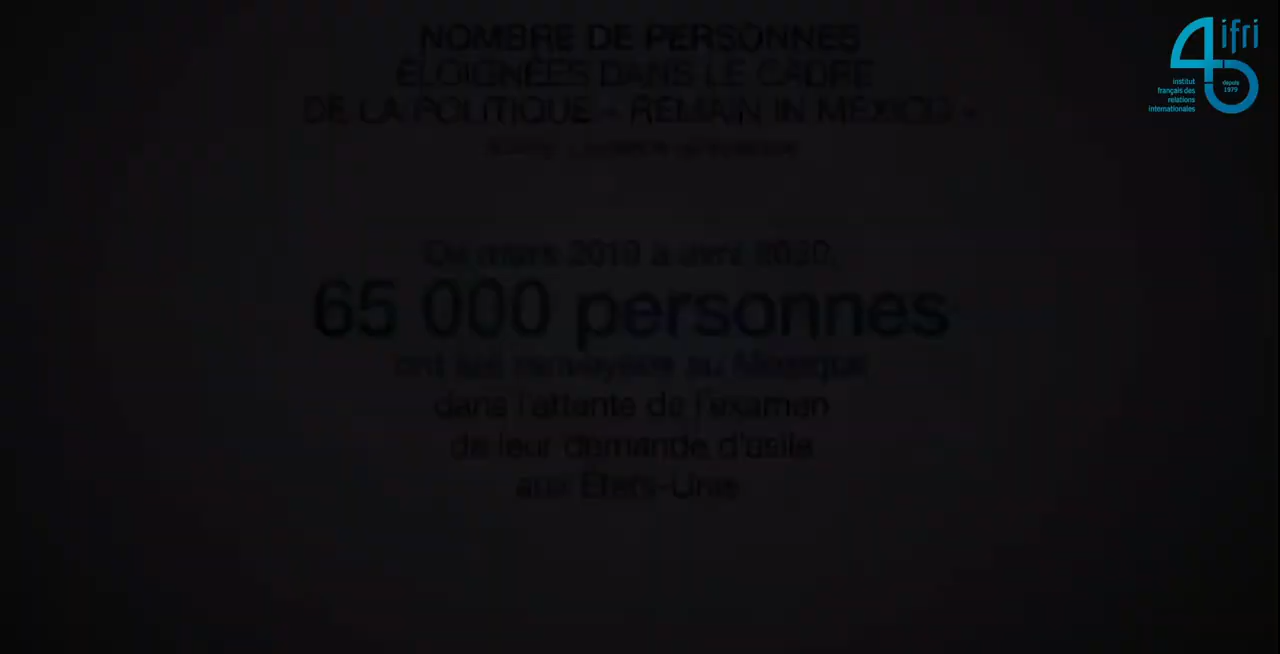 NOMBRE DE PERSONNES
ÉLOIGNÉES DANS LE CADRE
DE LA POLITIQUE « REMAIN IN MEXICO »
De mars 2019 à avril 2020,
65 000 personnes
ont été renvoyées au Mexique
dans l'attente de l'examen
de leur demande d'asile
aux États-Unis
45 ifri
institut
français des
relations
internationales
depuis
1979